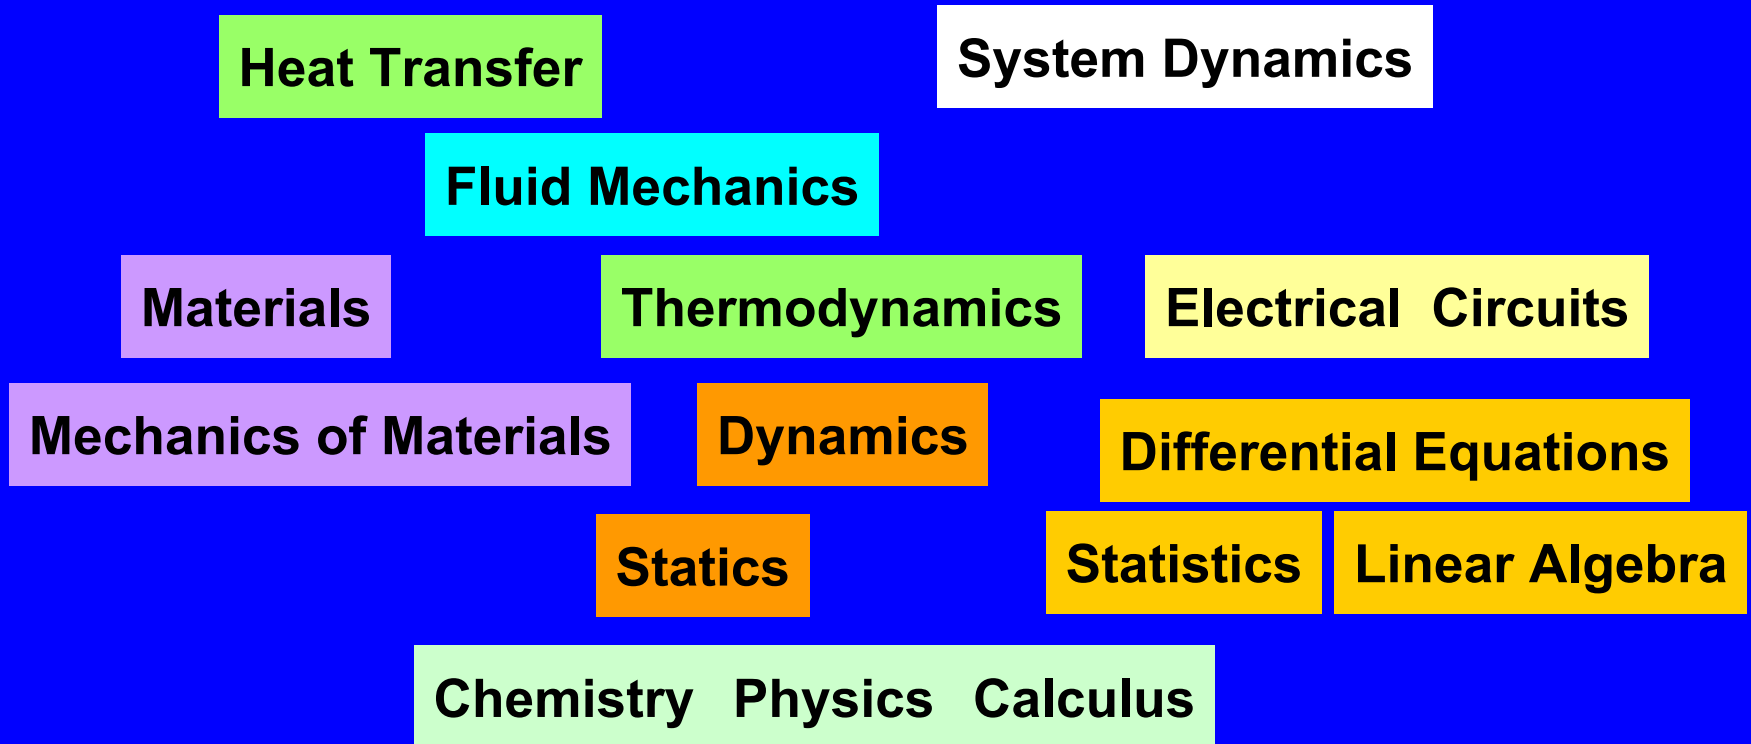 Heat Transfer
System Dynamics
Fluid Mechanics
Materials
Thermodynamics
Electrical Circuits
Mechanics of Materials
Dynamics
Differential Equations
Statics
Statistics
Linear Algebra
Chemistry Physics Calculus